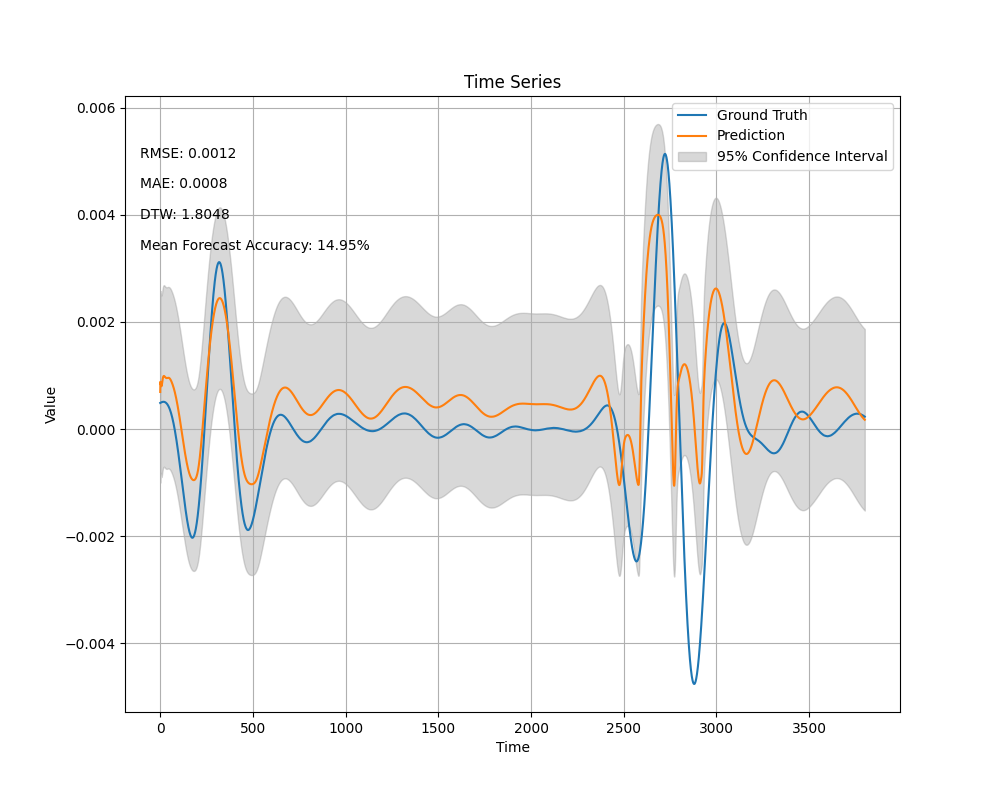 Time Series
0.006
0.004
0.002
0.000
−0.002
−0.004
Value
RMSE: 0.0012
MAE: 0.0008
DTW: 1.8048
Mean Forecast Accuracy: 14.95%
Ground Truth
Prediction
95% Confidence Interval
0
500
1000
1500
2000
2500
3000
3500
Time